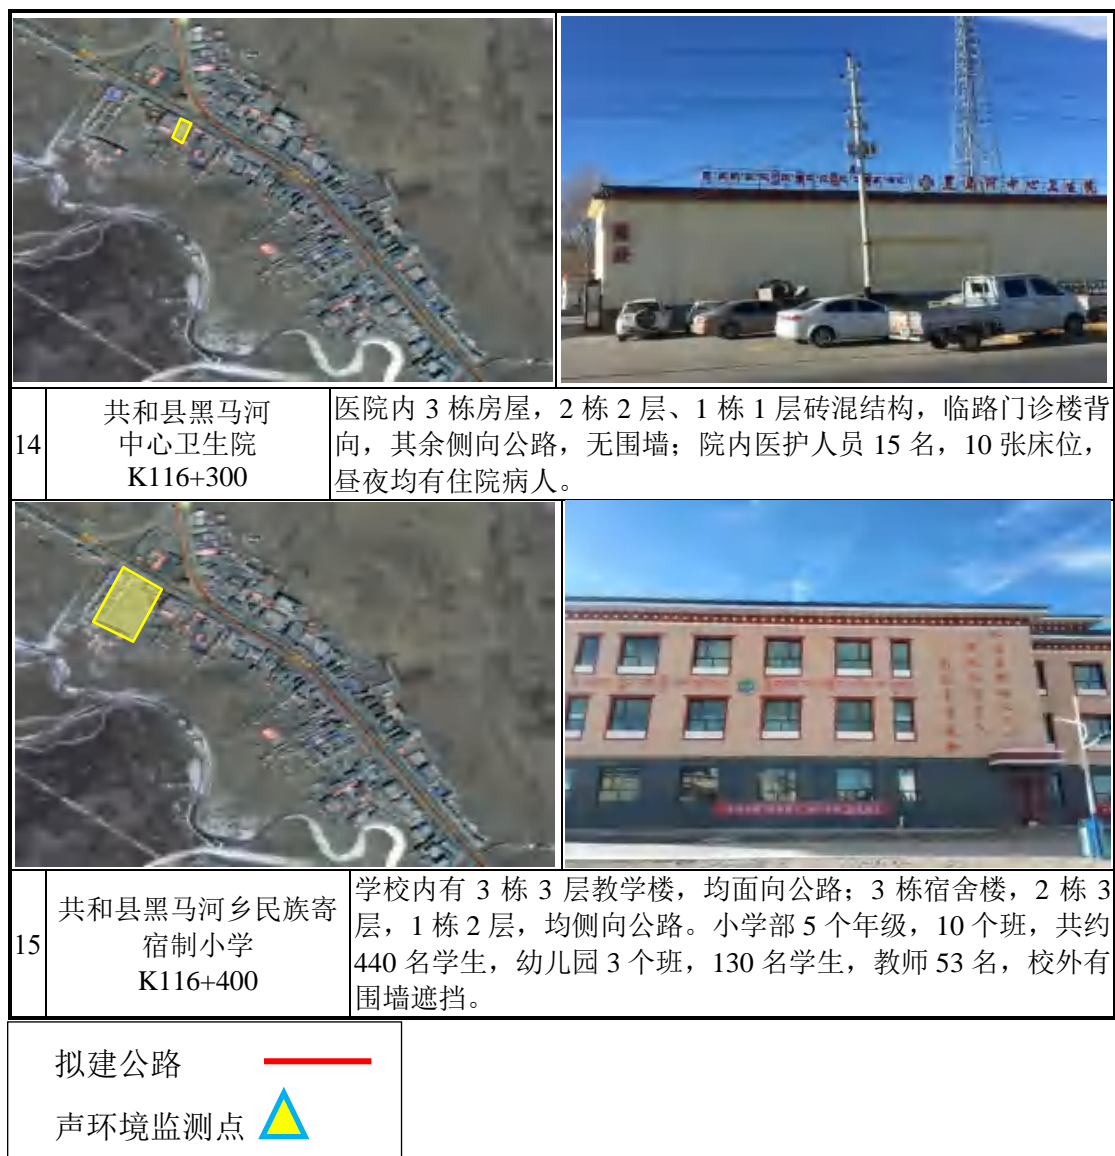 黑马河中心卫生院
14
共和县黑马河
中心卫生院
K116+300
医院内 3 栋房屋，2 栋 2 层、1 栋 1 层砖混结构，临路门诊楼背
向，其余侧向公路，无围墙；院内医护人员 15 名，10 张床位，
昼夜均有住院病人。
15
共和县黑马河乡民族寄
宿制小学
K116+400
学校内有 3 栋 3 层教学楼，均面向公路；3 栋宿舍楼，2 栋 3
层，1 栋 2 层，均侧向公路。小学部 5 个年级，10 个班，共约
440 名学生，幼儿园 3 个班，130 名学生，教师 53 名，校外有
围墙遮挡。
拟建公路
声环境监测点